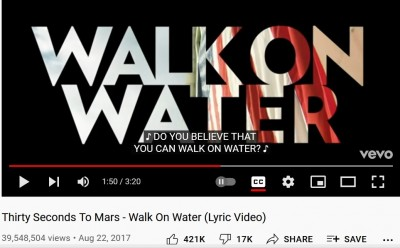 WALK ON
WATER
♪ DO YOU BELIEVE THAT
YOU CAN WALK ON WATER? ♪
vevo
1:50 / 3:20
CC
Thirty Seconds To Mars - Walk On Water (Lyric Video)
39,548,504 views • Aug 22, 2017 421K 17K SHARE SAVE